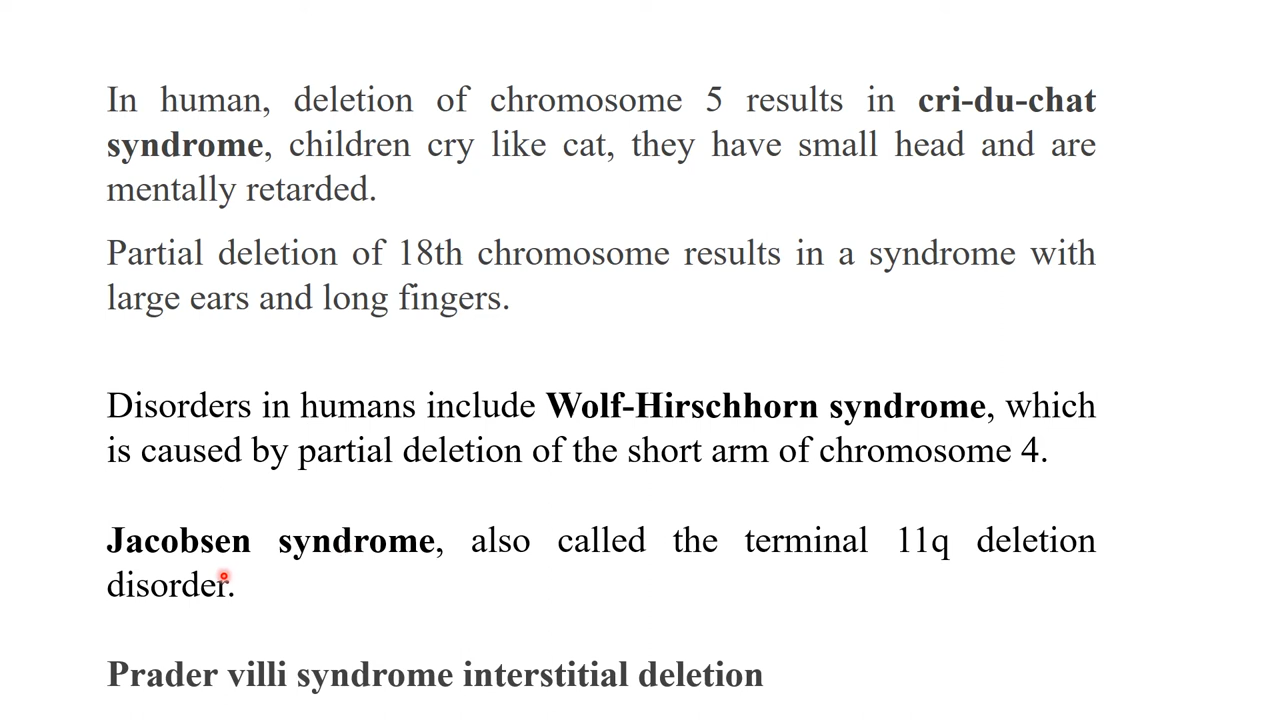 In human, deletion of chromosome 5 results in cri-du-chat
syndrome, children cry like cat, they have small head and are
mentally retarded.
Partial deletion of 18th chromosome results in a syndrome with
large ears and long fingers.
Disorders in humans include Wolf-Hirschhorn syndrome, which
is caused by partial deletion of the short arm of chromosome 4.
Jacobsen syndrome, also called the terminal 11q deletion
disorder.
Prader villi syndrome interstitial deletion